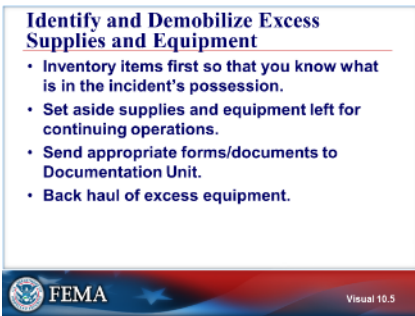 Identify and Demobilize Excess
Supplies and Equipment
• Inventory items first so that you know what
is in the incident's possession.
• Set aside supplies and equipment left for
continuing operations.
• Send appropriate forms/documents to
Documentation Unit.
• Back haul of excess equipment.
FEMA
Visual 10.5